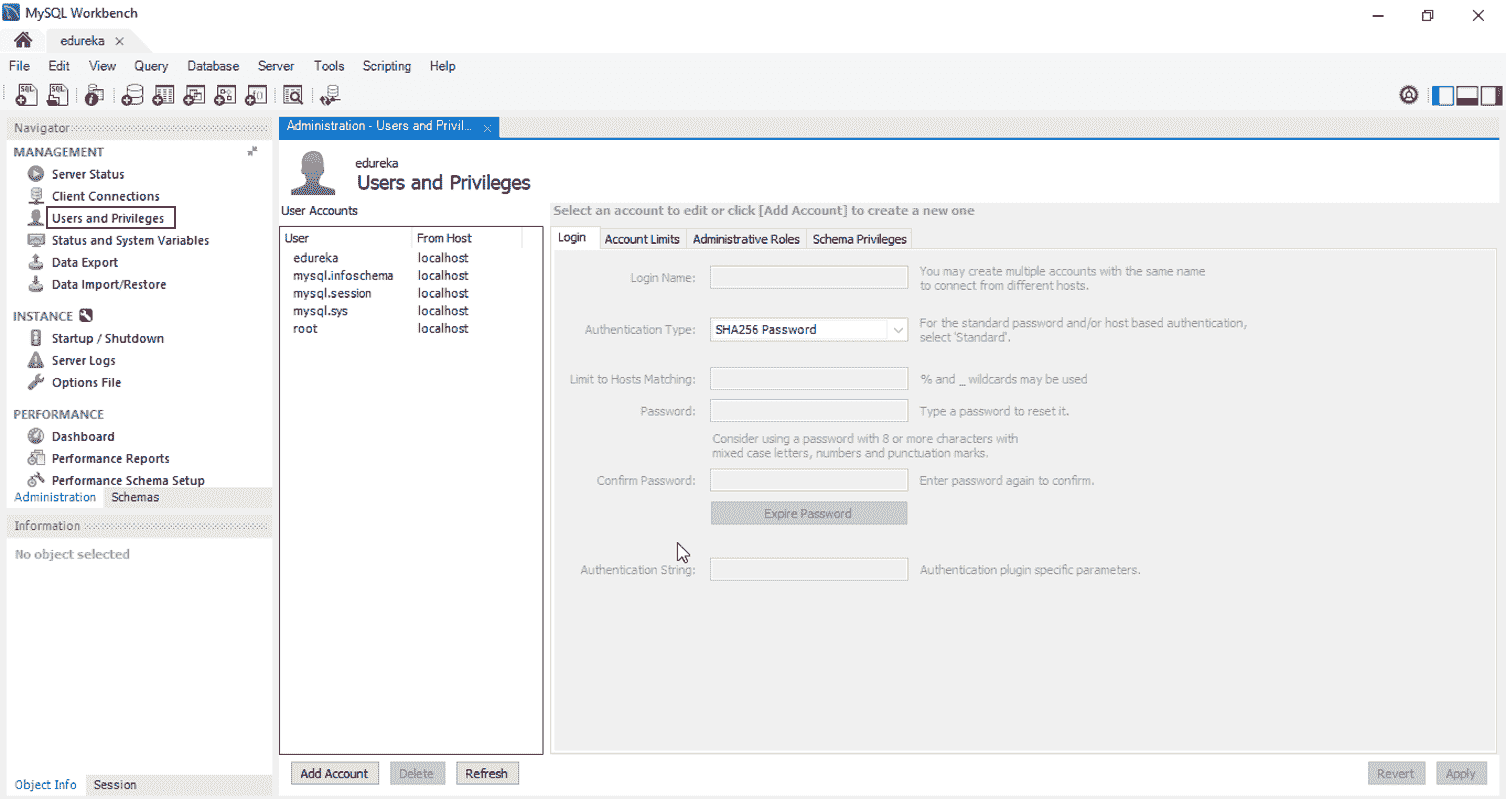 MySQL Workbench
edureka
File Edit View Query Database Server Tools Scripting Help
Navigator
MANAGEMENT
Server Status
Client Connections
Users and Privileges
Status and System Variables
Data Export
Data Import/Restore
INSTANCE
Startup / Shutdown
Server Logs
Options File
PERFORMANCE
Dashboard
Performance Reports
Performance Schema Setup
Administration Schemas
Information
No object selected
Object Info Session
Administration - Users and Privil...
edureka
Users and Privileges
User Accounts
User From Host
edureka localhost
mysql.infoschema localhost
mysql.session localhost
mysql.sys localhost
root localhost
Add Account Delete Refresh
Select an account to edit or click [Add Account] to create a new one
Login Account Limits Administrative Roles Schema Privileges
Login Name: You may create multiple accounts with the same name
to connect from different hosts.
Authentication Type: SHA256 Password For the standard password and/or host based authentication,
select 'Standard'.
Limit to Hosts Matching: % and _ wildcards may be used
Password: Type a password to reset it.
Consider using a password with 8 or more characters with
mixed case letters, numbers and punctuation marks.
Confirm Password: Enter password again to confirm.
Expire Password
Authentication String: Authentication plugin specific parameters.
Revert Apply